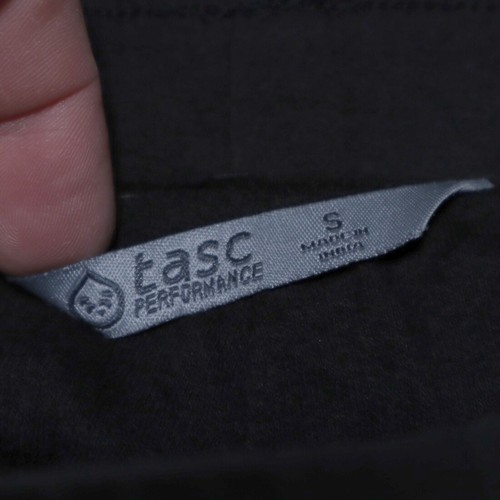 tasc
PERFORMANCE
S
MADE IN
INDIA